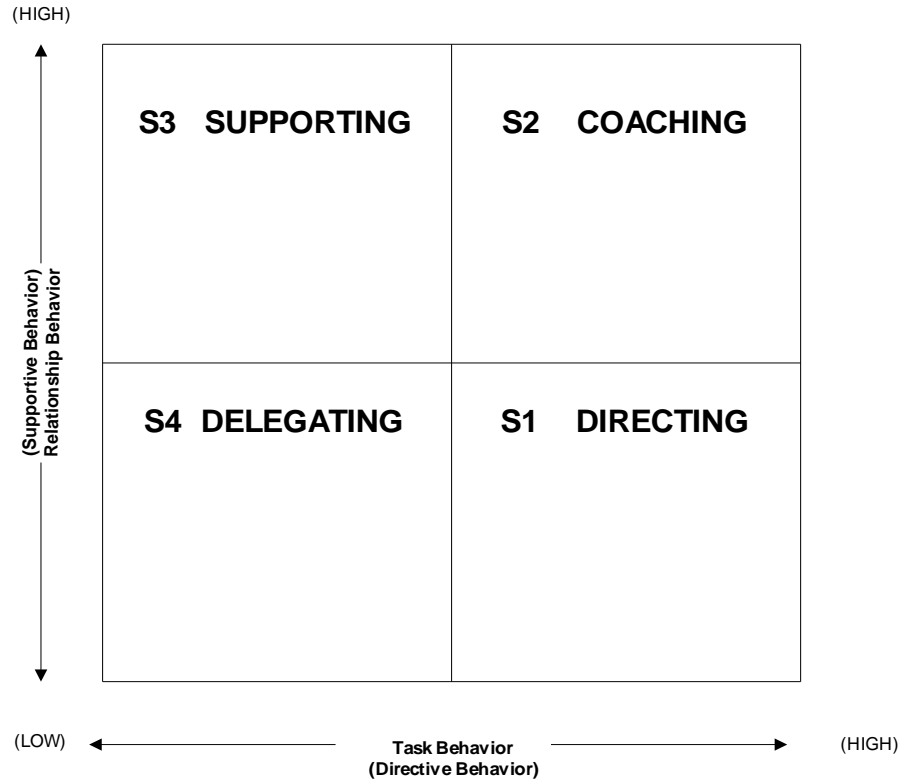 (HIGH)
S3 SUPPORTING
S2 COACHING
(Supportive Behavior)
Relationship Behavior
S4 DELEGATING
S1 DIRECTING
(LOW)
Task Behavior
(Directive Behavior)
(HIGH)